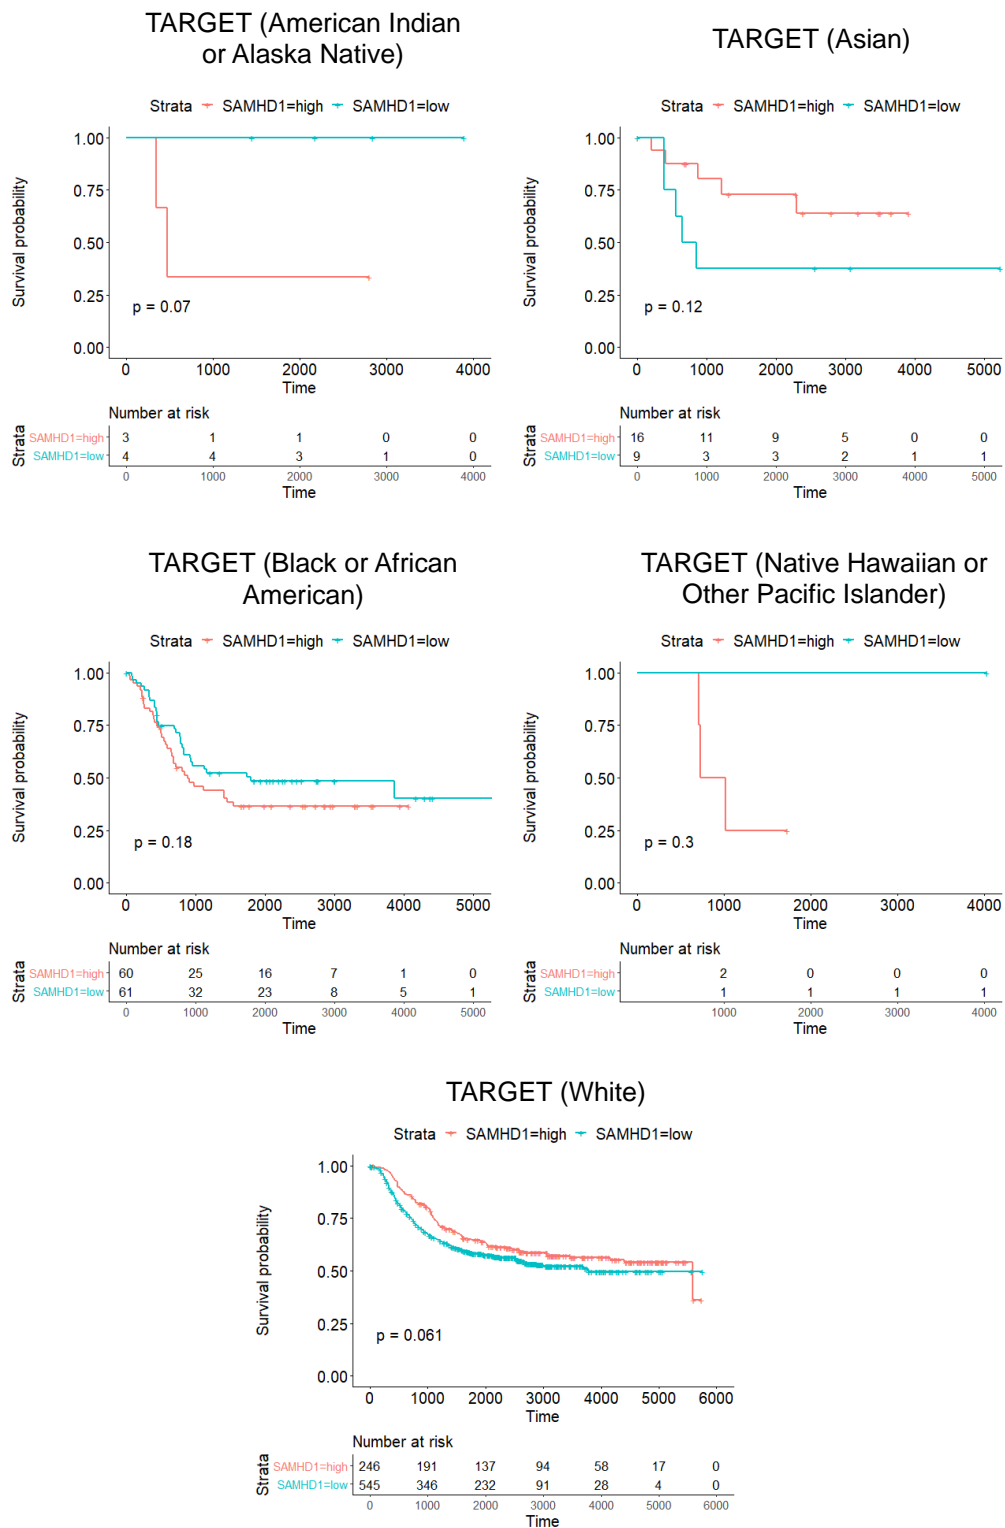 TARGET (American Indian
or Alaska Native)
Strata SAMHD1=high SAMHD1=low
Survival probability
1.00
0.75
0.50
0.25
0.00
p = 0.07
0 1000 2000 3000 4000
Time
Number at risk
Strata
SAMHD1=high 3 1 1 0 0
SAMHD1=low 4 4 3 1 0
0 1000 2000 3000 4000
Time
TARGET (Asian)
Strata SAMHD1=high SAMHD1=low
Survival probability
1.00
0.75
0.50
0.25
0.00
p = 0.12
0 1000 2000 3000 4000 5000
Time
Number at risk
Strata
SAMHD1=high 16 11 9 5 0 0
SAMHD1=low 9 3 3 2 1 1
0 1000 2000 3000 4000 5000
Time
TARGET (Black or African
American)
Strata SAMHD1=high SAMHD1=low
Survival probability
1.00
0.75
0.50
0.25
0.00
p = 0.18
0 1000 2000 3000 4000 5000
Time
Number at risk
Strata
SAMHD1=high 60 25 16 7 1 0
SAMHD1=low 61 32 23 8 5 1
0 1000 2000 3000 4000 5000
Time
TARGET (Native Hawaiian or
Other Pacific Islander)
Strata SAMHD1=high SAMHD1=low
Survival probability
1.00
0.75
0.50
0.25
0.00
p = 0.3
0 1000 2000 3000 4000
Time
Number at risk
Strata
SAMHD1=high 2 0 0 0
SAMHD1=low 1 1 1 1
1000 2000 3000 4000
Time
TARGET (White)
Strata SAMHD1=high SAMHD1=low
Survival probability
1.00
0.75
0.50
0.25
0.00
p = 0.061
0 1000 2000 3000 4000 5000 6000
Time
Number at risk
Strata
SAMHD1=high 246 191 137 94 58 17 0
SAMHD1=low 545 346 232 91 28 4 0
0 1000 2000 3000 4000 5000 6000
Time